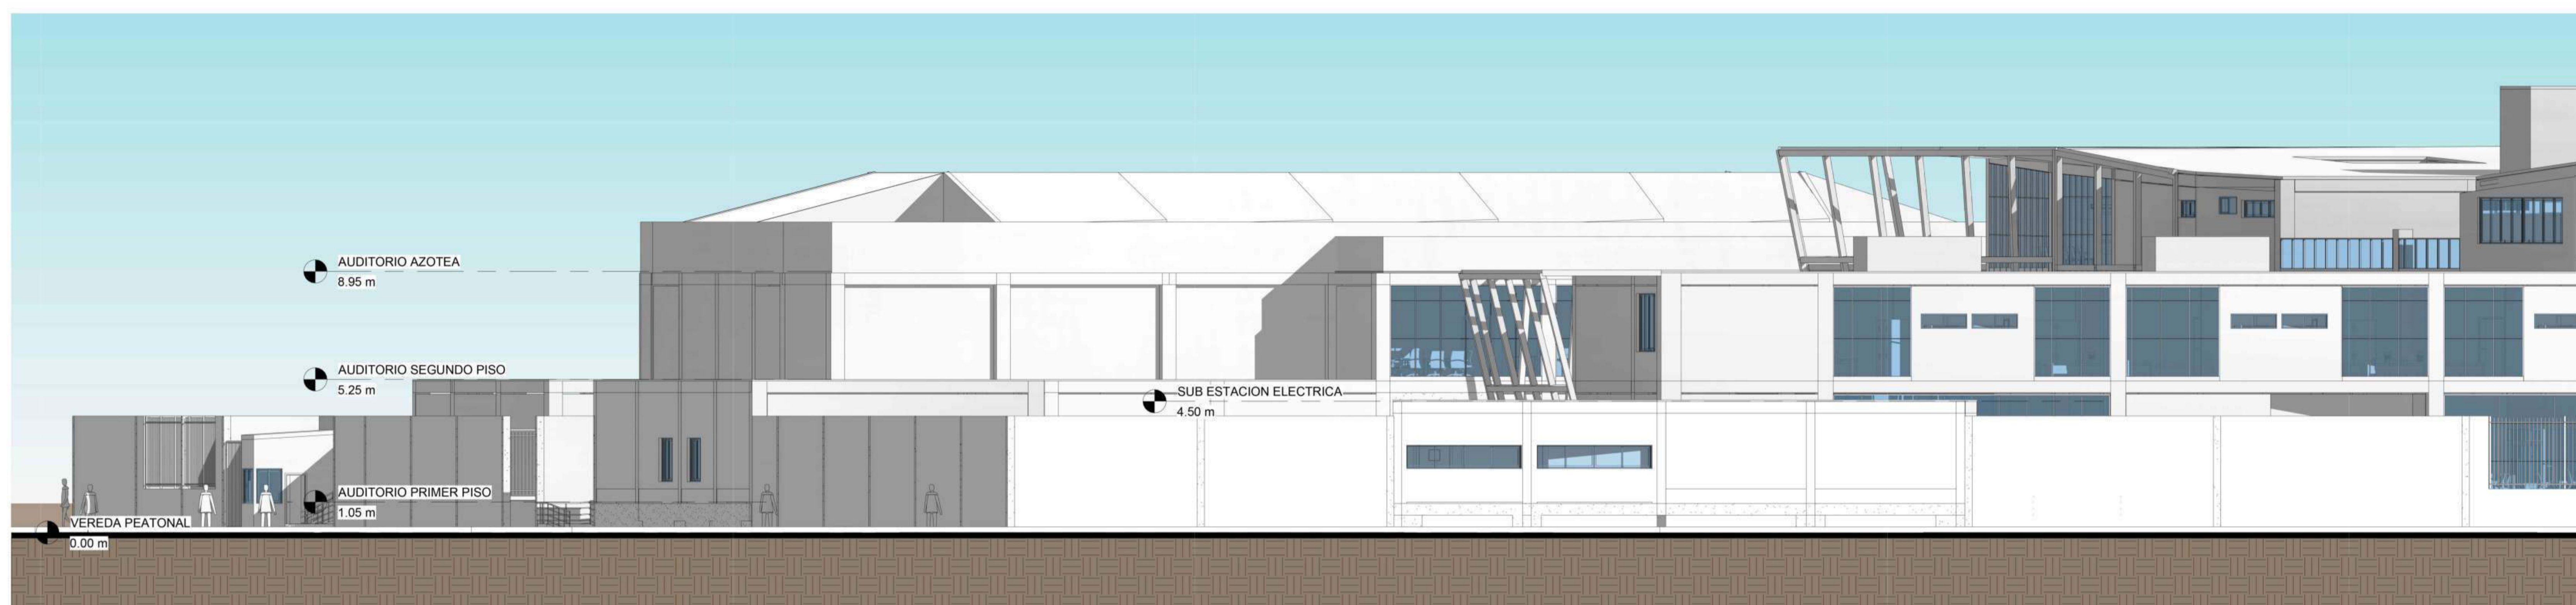 AUDITORIO AZOTEA
8.95 m
AUDITORIO SEGUNDO PISO
5.25 m
SUB ESTACION ELECTRICA
4.50 m
AUDITORIO PRIMER PISO
1.05 m
VEREDA PEATONAL
0.00 m